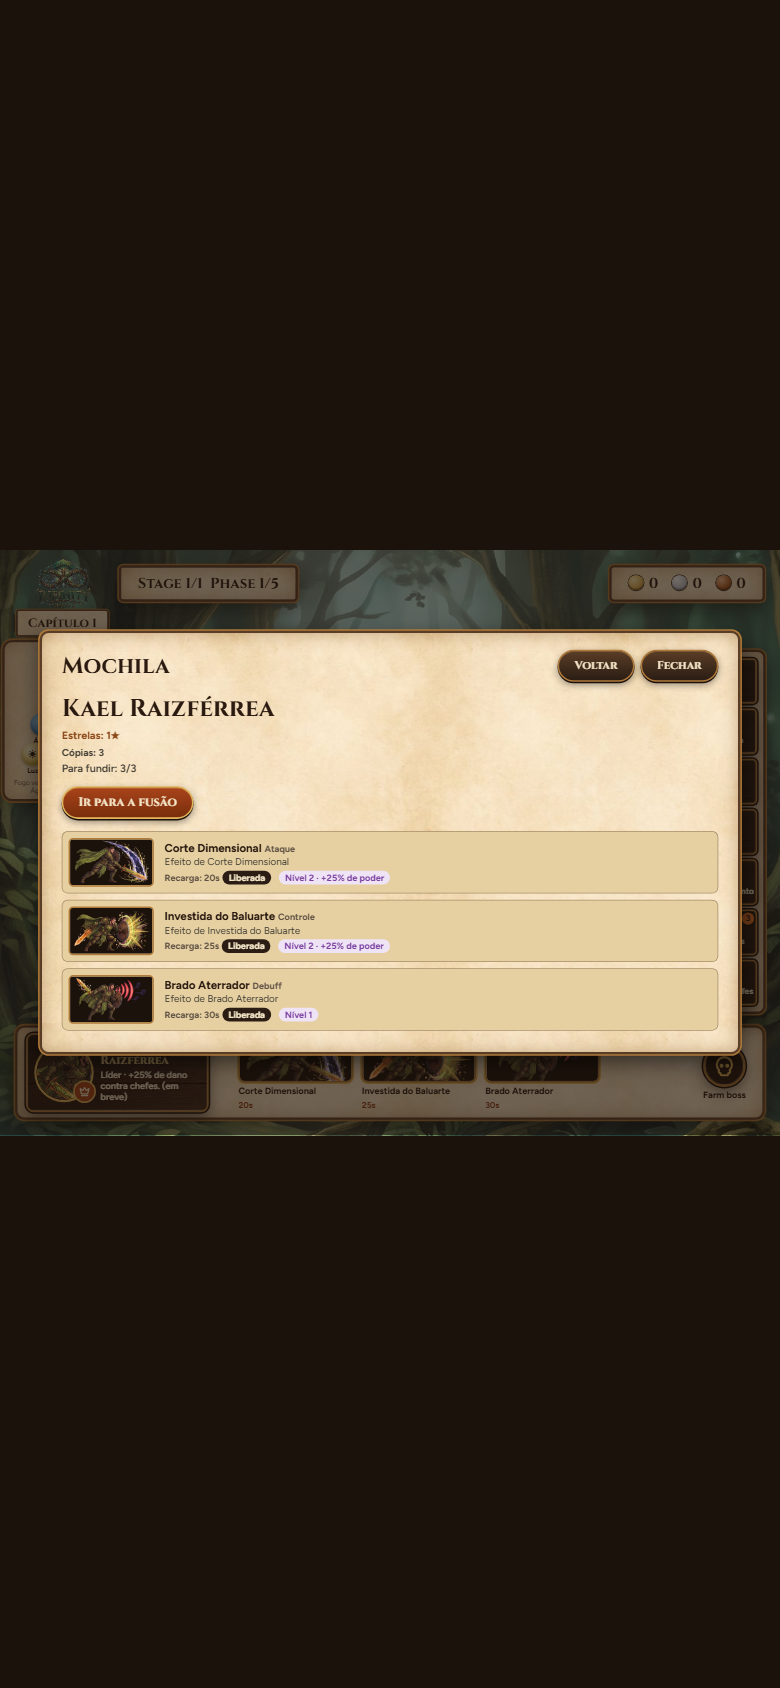 Stage 1/1 Phase 1/5
0 0 0
Capítulo 1
Mochila
Voltar
Fechar
Kael Raizférrea
Estrelas: 1★
Cópias: 3
Para fundir: 3/3
Ir para a fusão
Corte Dimensional Ataque
Efeito de Corte Dimensional
Recarga: 20s Liberada Nível 2 · +25% de poder
Investida do Baluarte Controle
Efeito de Investida do Baluarte
Recarga: 25s Liberada Nível 2 · +25% de poder
Brado Aterrador Debuff
Efeito de Brado Aterrador
Recarga: 30s Liberada Nível 1
3
Raizférrea
Líder · +25% de dano
contra chefes. (em
breve)
Corte Dimensional
20s
Investida do Baluarte
25s
Brado Aterrador
30s
Farm boss